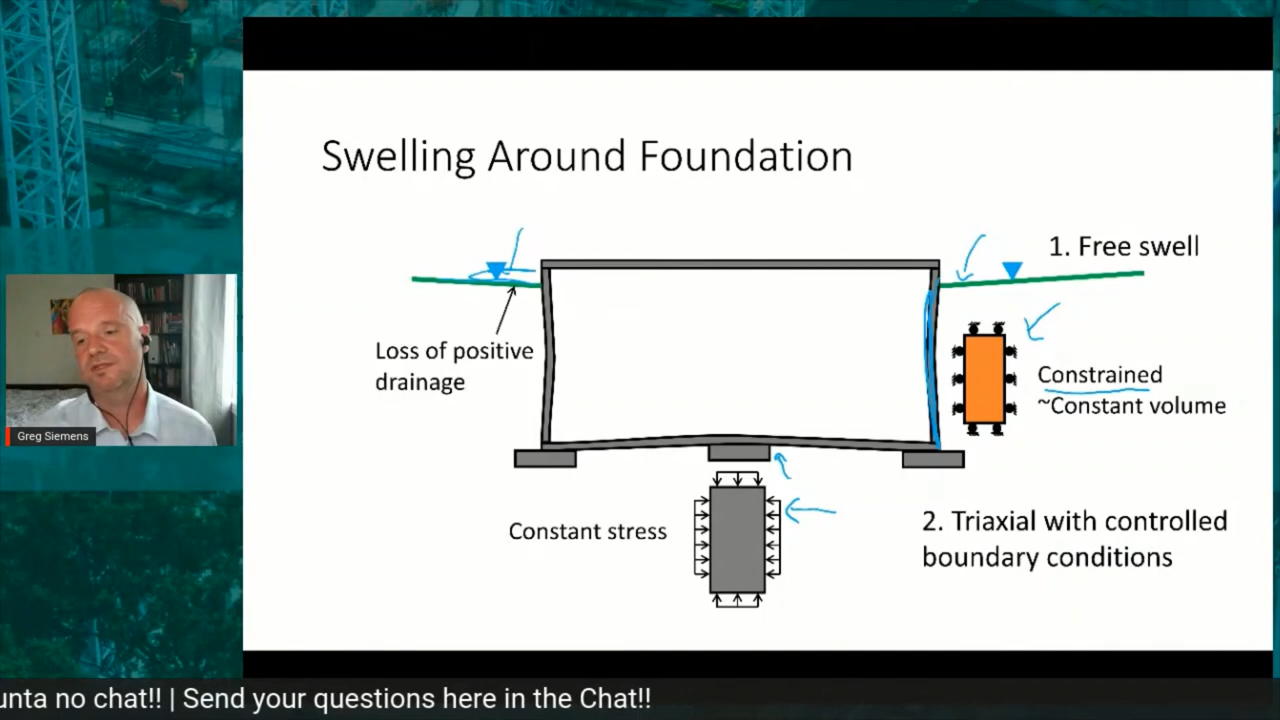 Swelling Around Foundation
1. Free swell
Loss of positive
drainage
Constrained
~Constant volume
Constant stress
2. Triaxial with controlled
boundary conditions
Greg Siemens
unta no chat!! | Send your questions here in the Chat!!